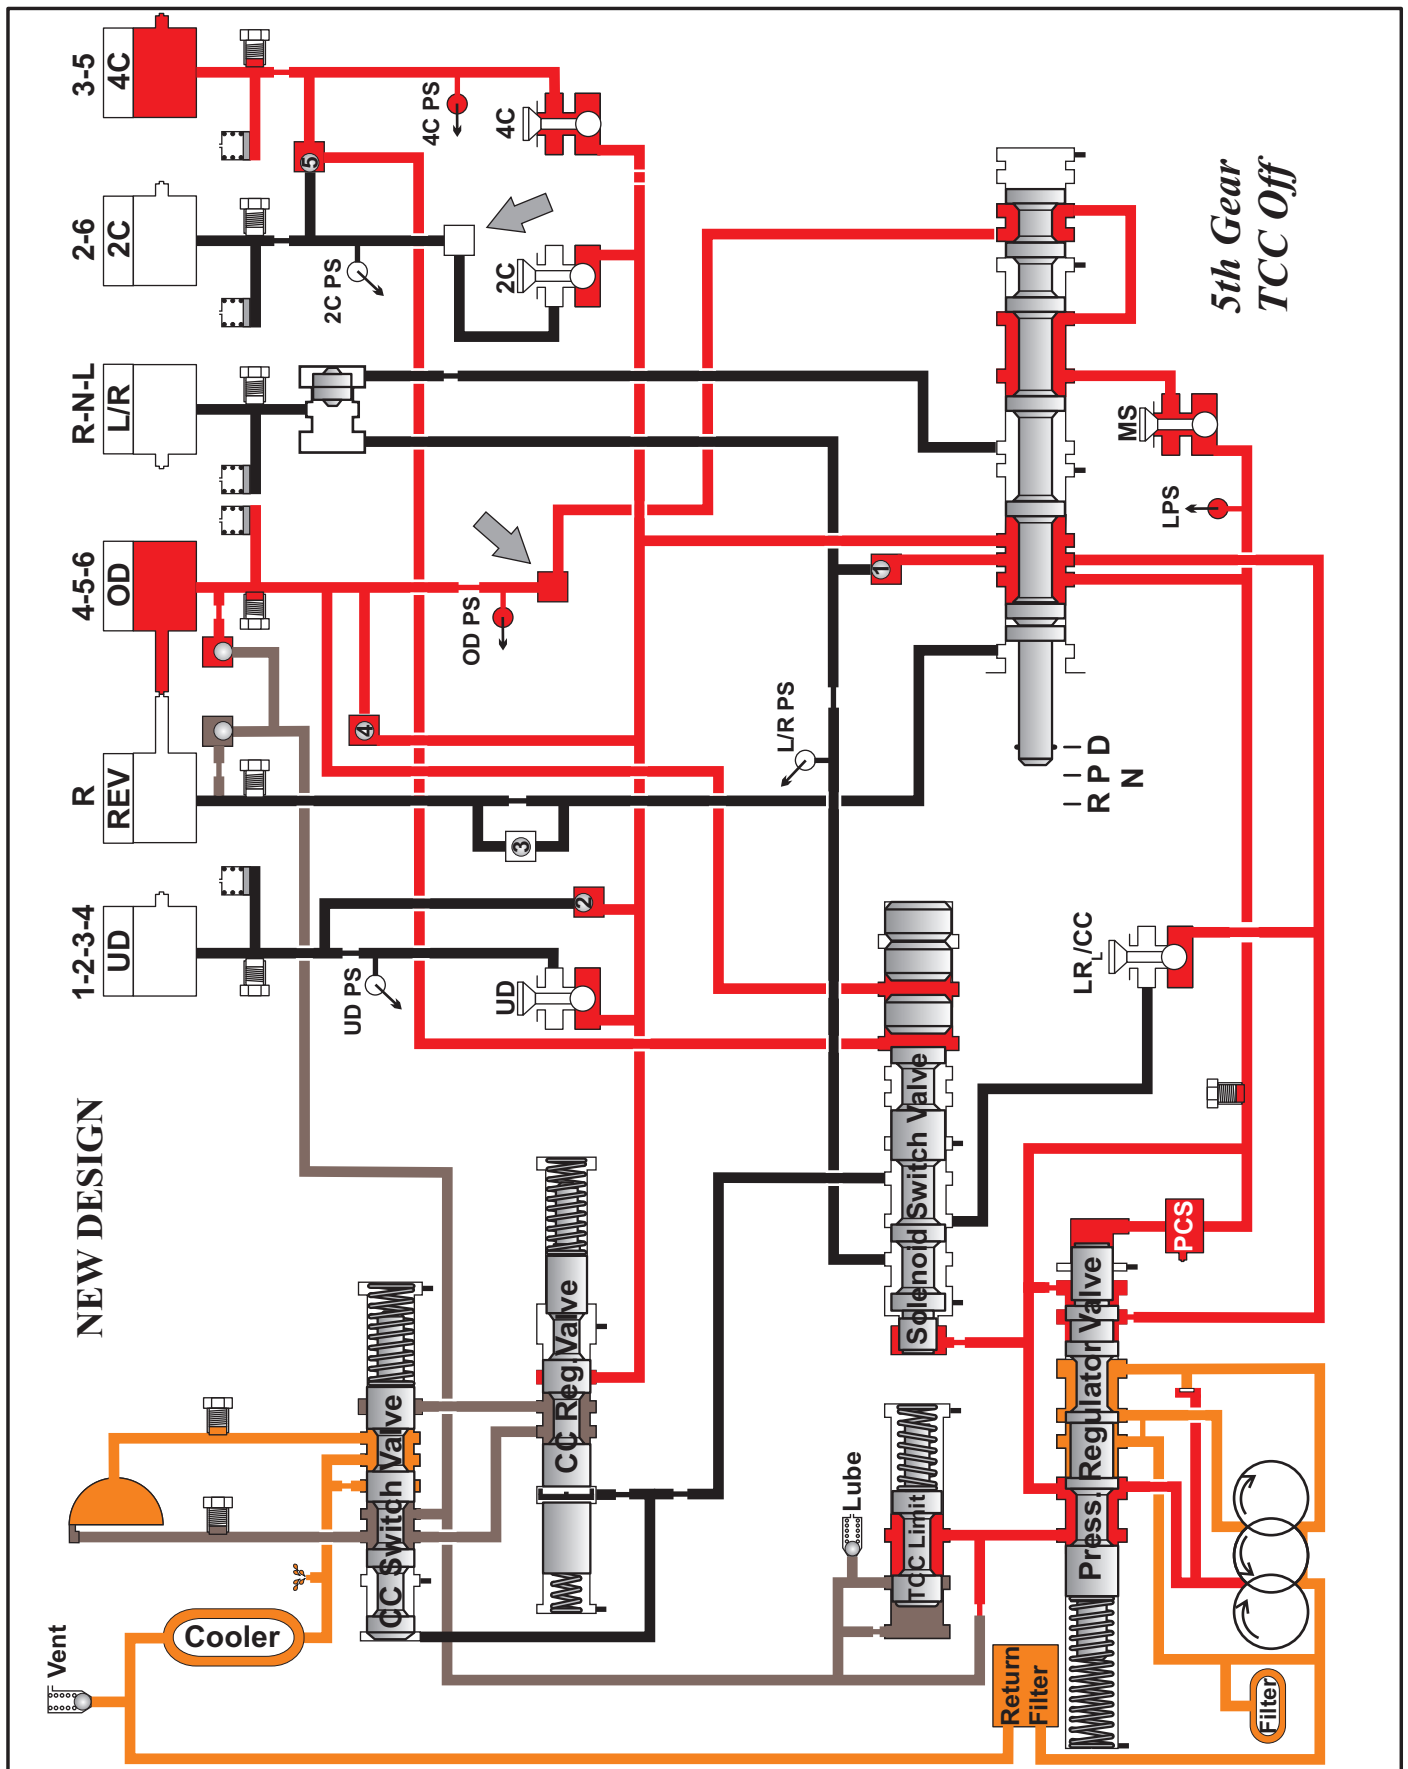 NEW DESIGN
5th Gear
TCC Off
1-2-3-4
UD
R
REV
4-5-6
OD
R-N-L
L/R
2-6
2C
3-5
4C
UD PS
OD PS
L/R PS
2C PS
4C PS
LPS
UD
2C
4C
MS
LRL/CC
1
2
3
4
5
R P D
N
Vent
Cooler
CC Switch Valve
CC Reg. Valve
Solenoid Switch Valve
TCC Limit
Lube
Press. Regulator Valve
PCS
Return
Filter
Filter